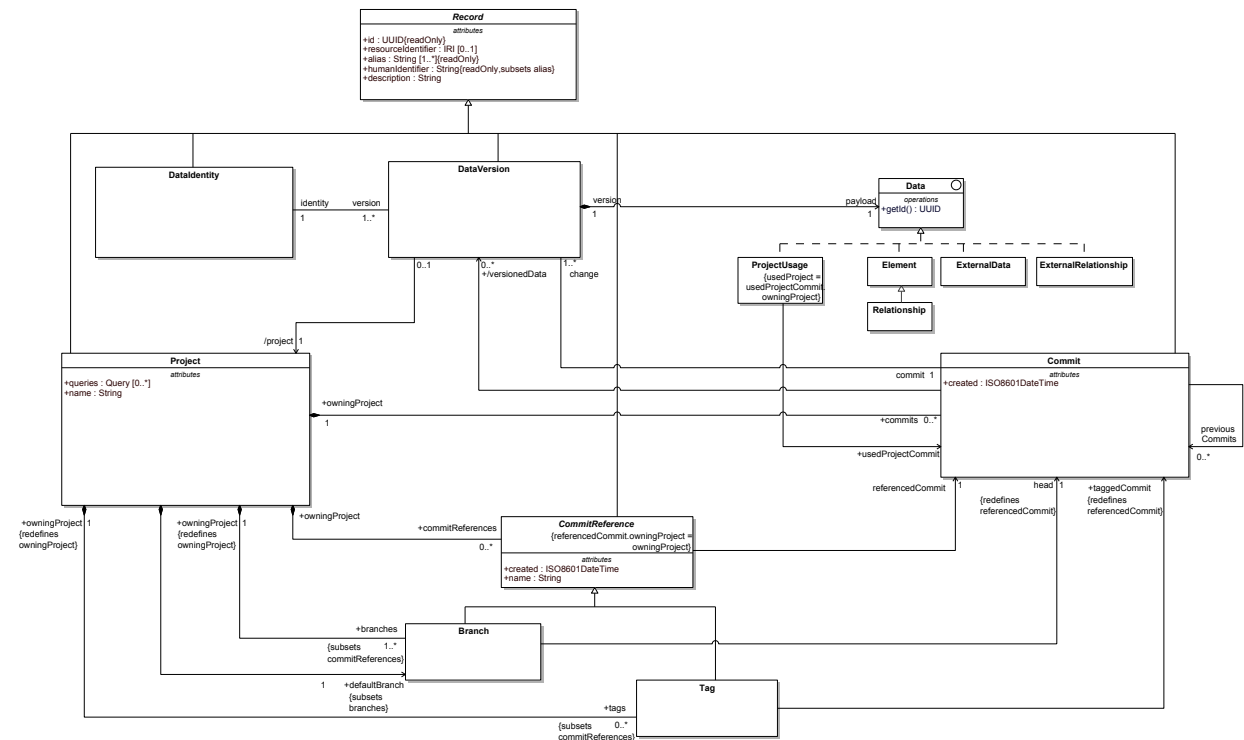 Record
attributes
+id : UUID{readOnly}
+resourceIdentifier : IRI [0..1]
+alias : String [1..*]{readOnly}
+humanIdentifier : String{readOnly,subsets alias}
+description : String
DataIdentity
identity
1
version
1..*
DataVersion
version
1
payload
1
Data
operations
+getId() : UUID
0..1
0..*
+/versionedData
1..*
change
ProjectUsage
{usedProject =
usedProjectCommit.
owningProject}
Element
ExternalData
ExternalRelationship
Relationship
/project
1
Project
attributes
+queries : Query [0..*]
+name : String
commit
1
Commit
attributes
+created : ISO8601DateTime
+owningProject
1
+commits
0..*
previous
Commits
0..*
+usedProjectCommit
referencedCommit
1
head
1
{redefines
referencedCommit}
+taggedCommit
{redefines
referencedCommit}
+owningProject
1
{redefines
owningProject}
+owningProject
1
{redefines
owningProject}
+owningProject
+commitReferences
0..*
CommitReference
{referencedCommit.owningProject =
owningProject}
attributes
+created : ISO8601DateTime
+name : String
+branches
{subsets
1..*
commitReferences}
Branch
1
+defaultBranch
{subsets
branches}
Tag
+tags
{subsets
0..*
commitReferences}